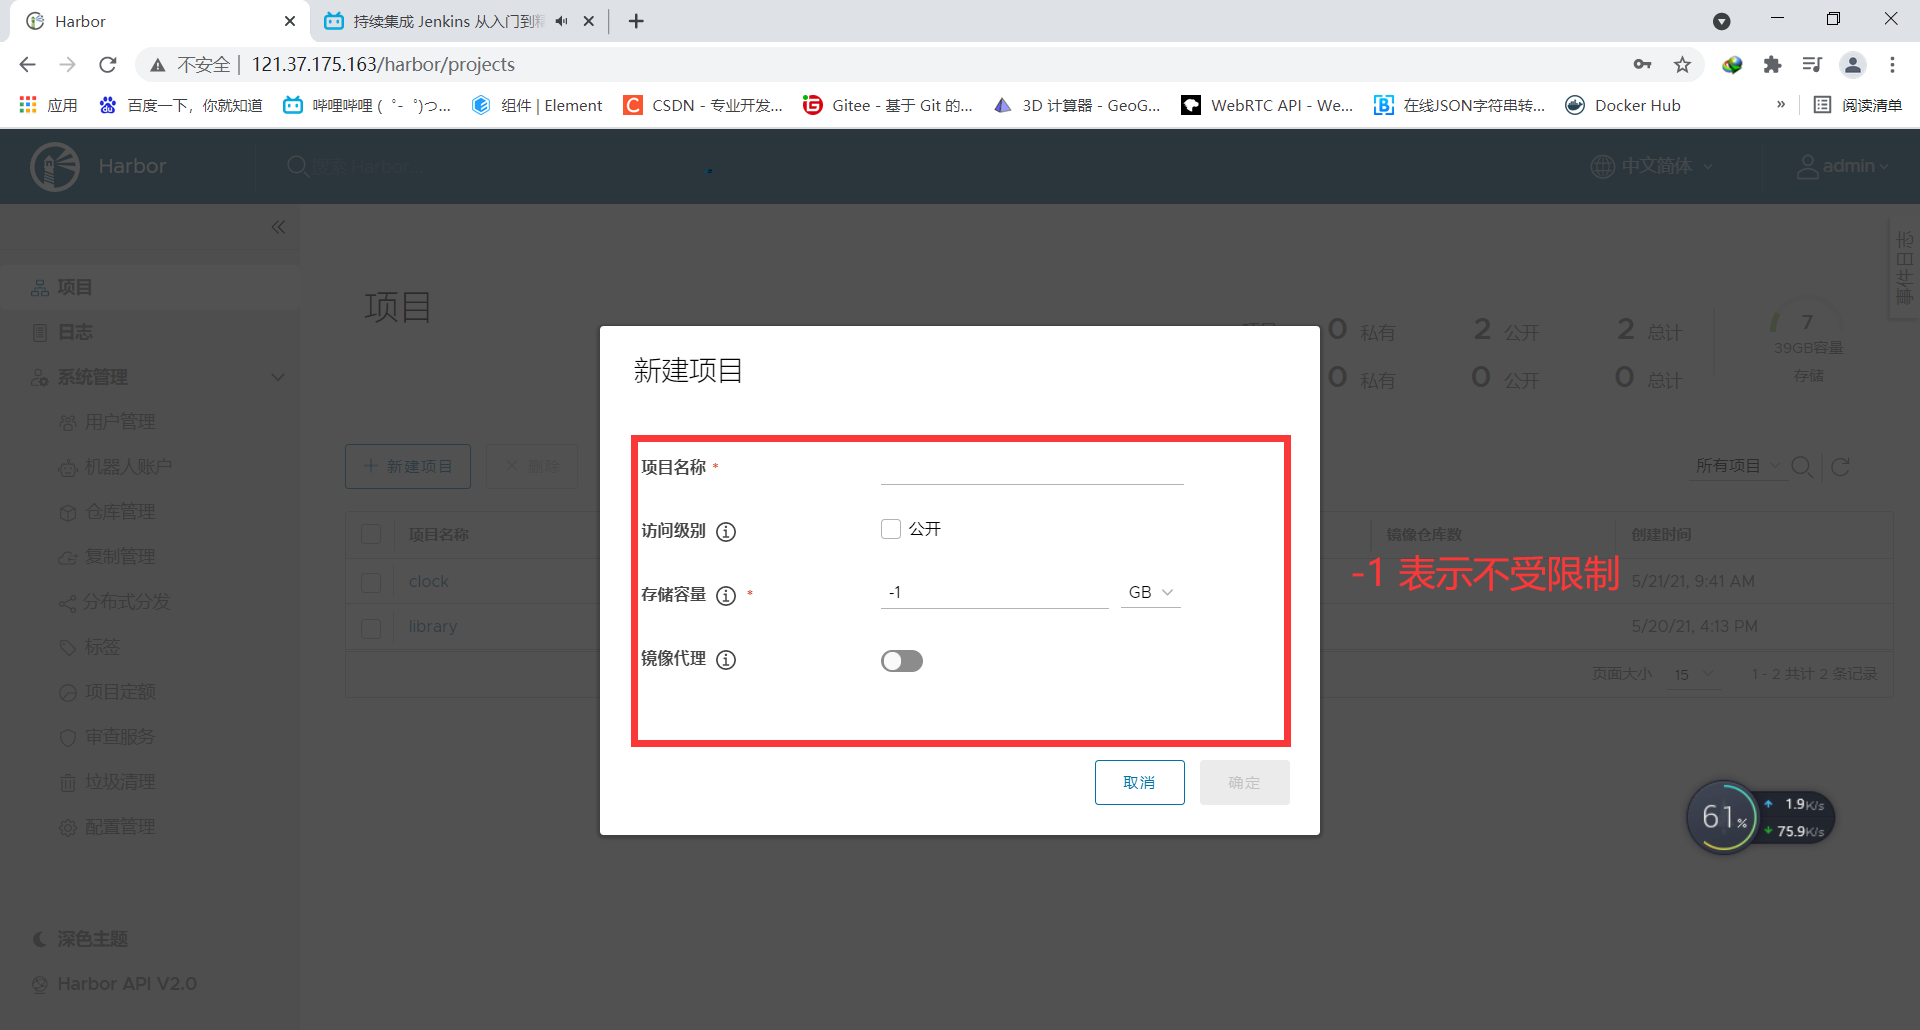 Harbor
持续集成 Jenkins 从入门到精
不安全 | 121.37.175.163/harbor/projects
应用
百度一下，你就知道
哔哩哔哩 (゜-゜)つ...
组件 | Element
CSDN - 专业开发...
Gitee - 基于 Git 的...
3D 计算器 - GeoG...
WebRTC API - We...
在线JSON字符串转...
Docker Hub
»
阅读清单
Harbor
搜索 Harbor...
中文简体
admin
事件日志
项目
日志
系统管理
用户管理
机器人账户
仓库管理
复制管理
分布式分发
标签
项目定额
审查服务
垃圾清理
配置管理
深色主题
Harbor API V2.0
项目
0 私有
2 公开
2 总计
0 私有
0 公开
0 总计
7
39GB容量
存储
+ 新建项目
× 删除
所有项目
项目名称
镜像仓库数
创建时间
clock
5/21/21, 9:41 AM
library
5/20/21, 4:13 PM
页面大小 15
1 - 2 共计 2 条记录
新建项目
项目名称 *
访问级别
公开
存储容量 *
-1
GB
镜像代理
取消
确定
-1 表示不受限制
61%
1.9K/s
75.9K/s